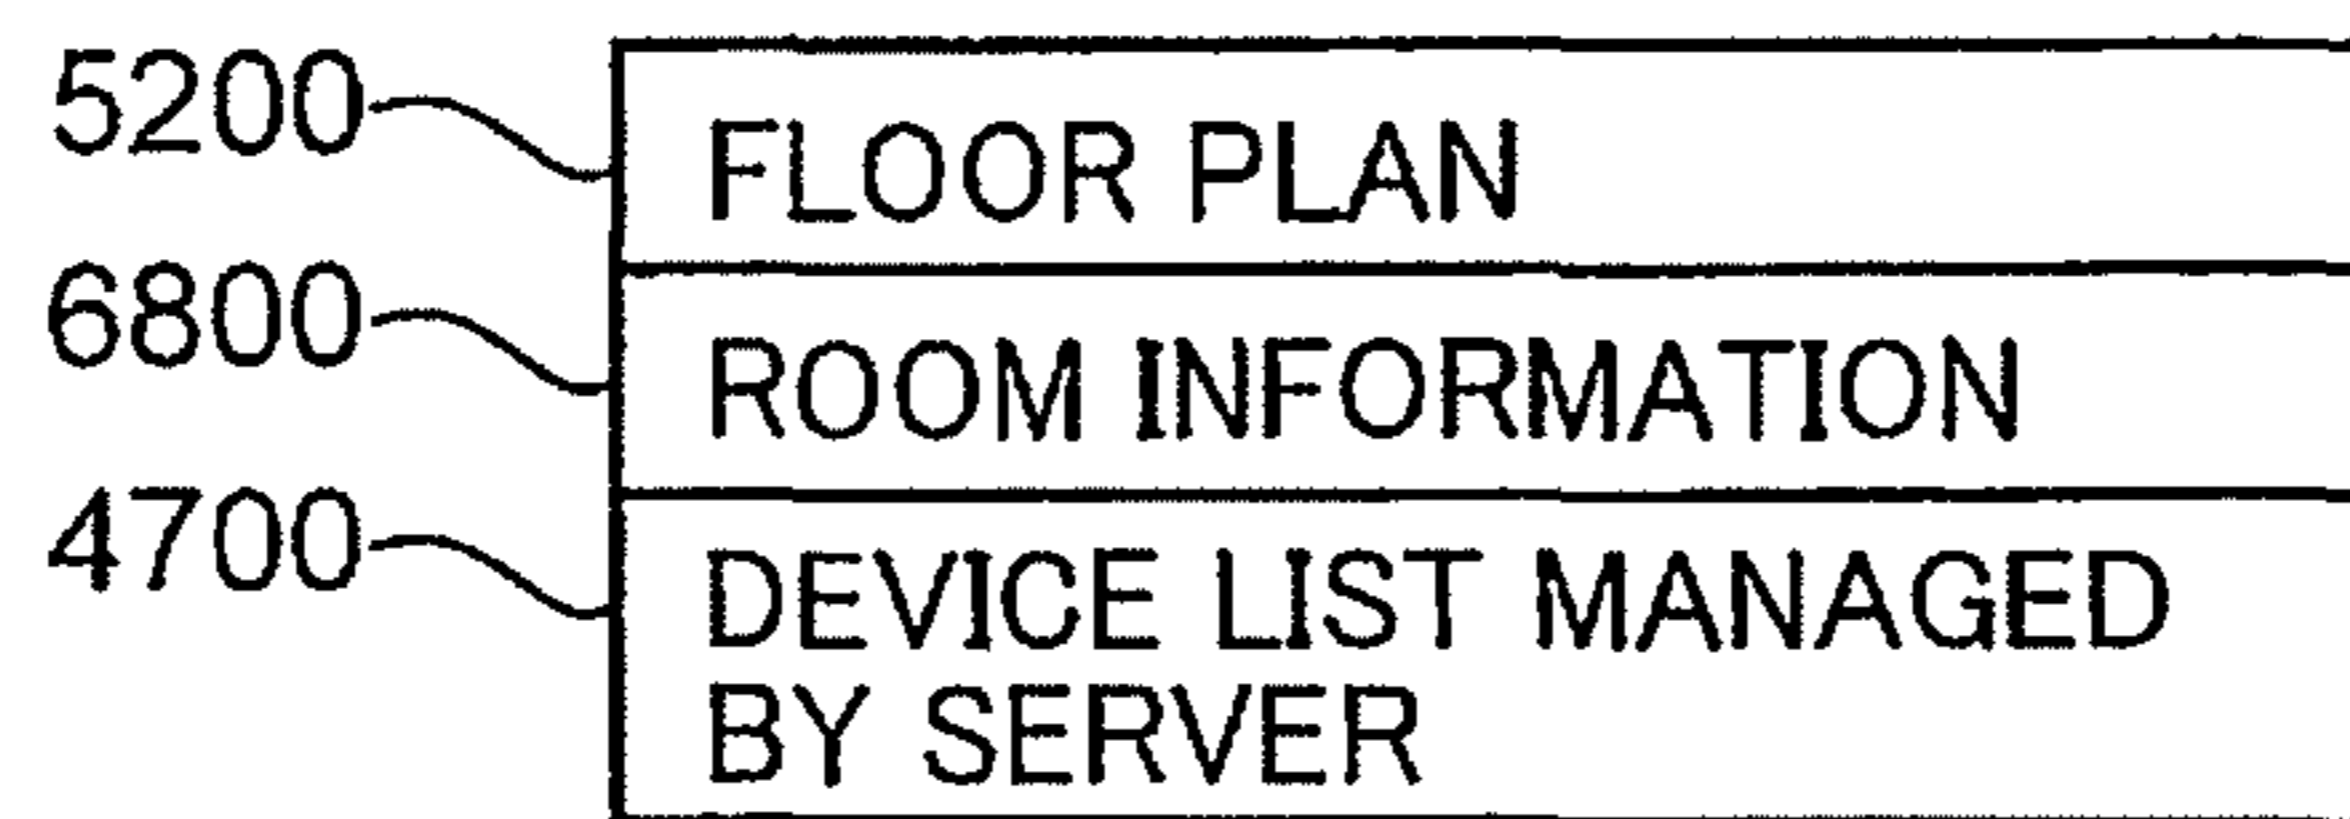 5200 FLOOR PLAN
6800 ROOM INFORMATION
4700 DEVICE LIST MANAGED
BY SERVER